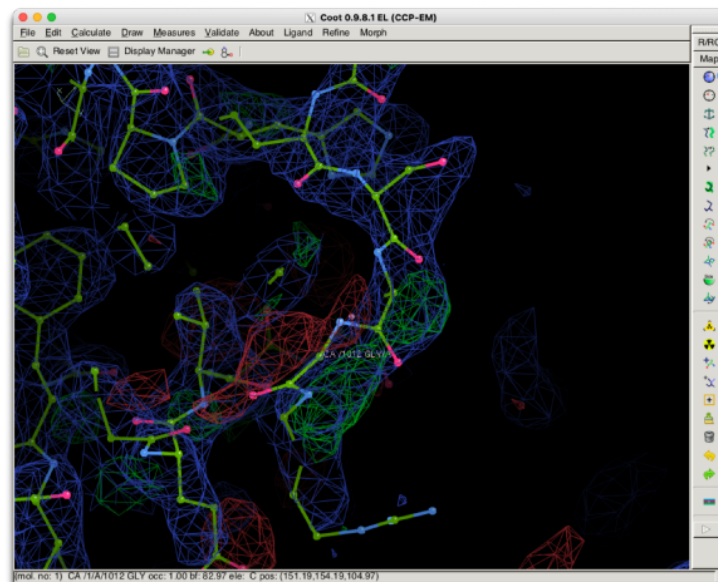 Coot 0.9.8.1 EL (CCP-EM)
File Edit Calculate Draw Measures Validate About Ligand Refine Morph
Reset View Display Manager
R/RC
Map
CA /1012 GLY/A
(mol. no: 1) CA /1/A/1012 GLY occ: 1.00 bf: 82.97 ele: C pos: (151.19,154.19,104.97)